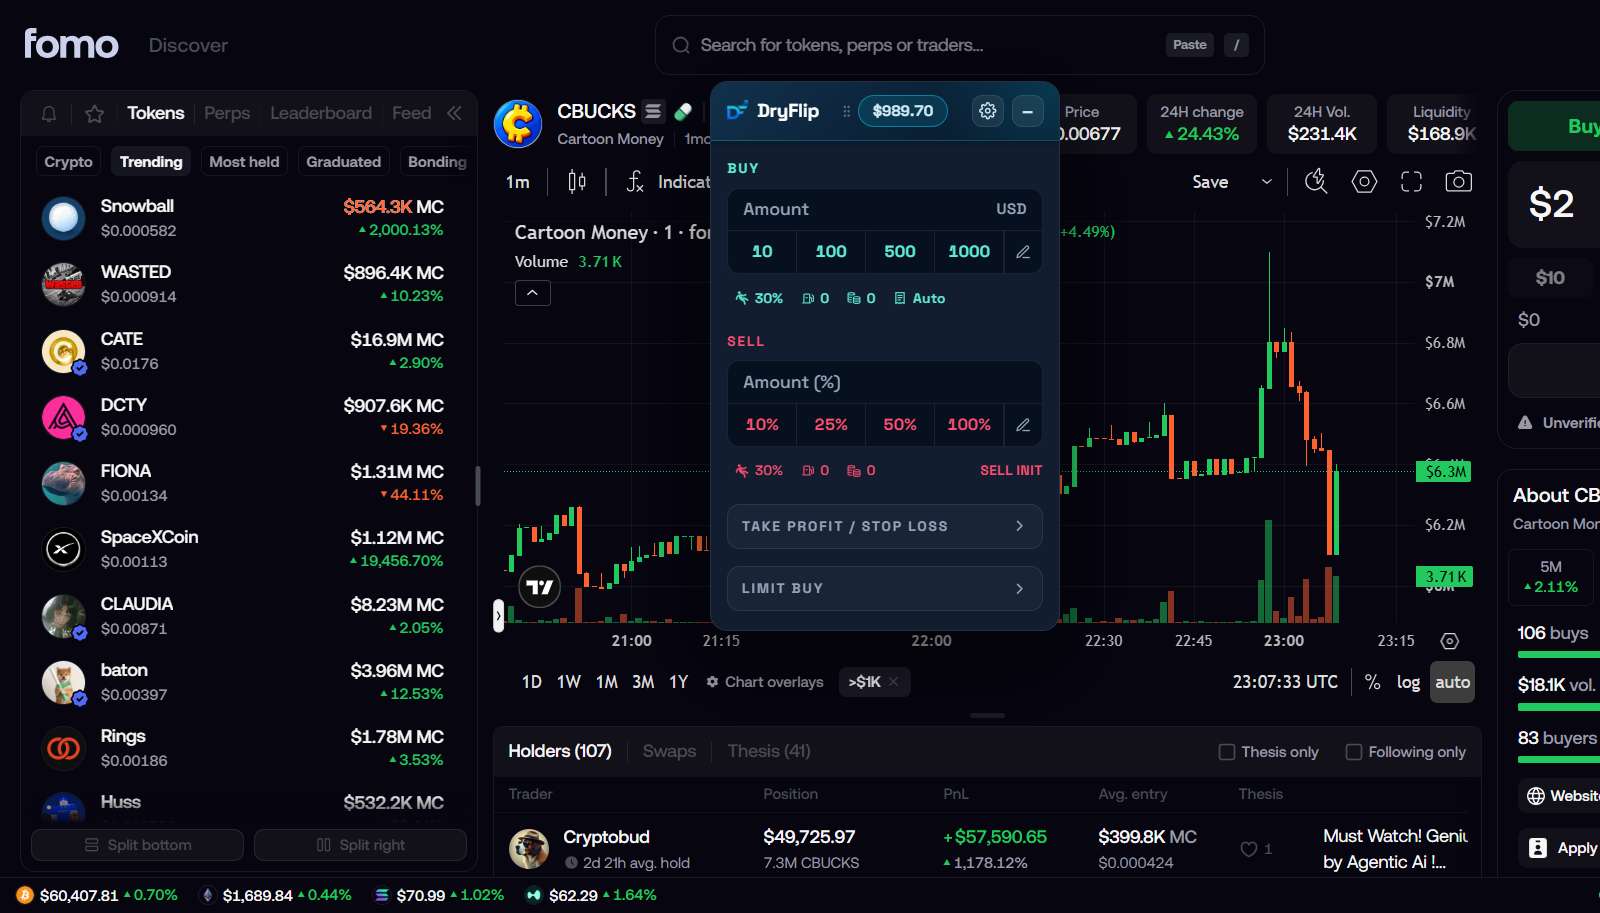 fomo
Discover
Search for tokens, perps or traders...
Paste
/
Tokens
Perps
Leaderboard
Feed
Crypto
Trending
Most held
Graduated
Bonding
Snowball
$564.3K MC
$0.000582
2,000.13%
WASTED
$896.4K MC
$0.000914
10.23%
CATE
$16.9M MC
$0.0176
2.90%
DCTY
$907.6K MC
$0.000960
19.36%
FIONA
$1.31M MC
$0.00134
44.11%
SpaceXCoin
$1.12M MC
$0.00113
19,456.70%
CLAUDIA
$8.23M MC
$0.00871
2.05%
baton
$3.96M MC
$0.00397
12.53%
Rings
$1.78M MC
$0.00186
3.53%
Huss
$532.2K MC
Split bottom
Split right
CBUCKS
Cartoon Money
1mo
Price
0.00677
24H change
24.43%
24H Vol.
$231.4K
Liquidity
$168.9K
1m
Indicat
Save
Cartoon Money · 1 · for
+4.49%)
Volume 3.71 K
DryFlip
$989.70
BUY
Amount
USD
10
100
500
1000
30%
0
0
Auto
SELL
Amount (%)
10%
25%
50%
100%
30%
0
0
SELL INIT
TAKE PROFIT / STOP LOSS
LIMIT BUY
$7.2M
$7M
$6.8M
$6.6M
$6.3M
$6.2M
3.71 K
$6M
21:00
21:15
22:00
22:30
22:45
23:00
23:15
1D
1W
1M
3M
1Y
Chart overlays
>$1K
23:07:33 UTC
%
log
auto
Holders (107)
Swaps
Thesis (41)
Thesis only
Following only
Trader
Position
PnL
Avg. entry
Thesis
Cryptobud
2d 21h avg. hold
$49,725.97
7.3M CBUCKS
+$57,590.65
1,178.12%
$399.8K MC
$0.000424
1
Must Watch! Geniu
by Agentic Ai !...
Buy
$2
$10
$0
Unverifie
About CB
Cartoon Mor
5M
2.11%
106 buys
$18.1K vol.
83 buyers
Website
Apply
$60,407.81
0.70%
$1,689.84
0.44%
$70.99
1.02%
$62.29
1.64%